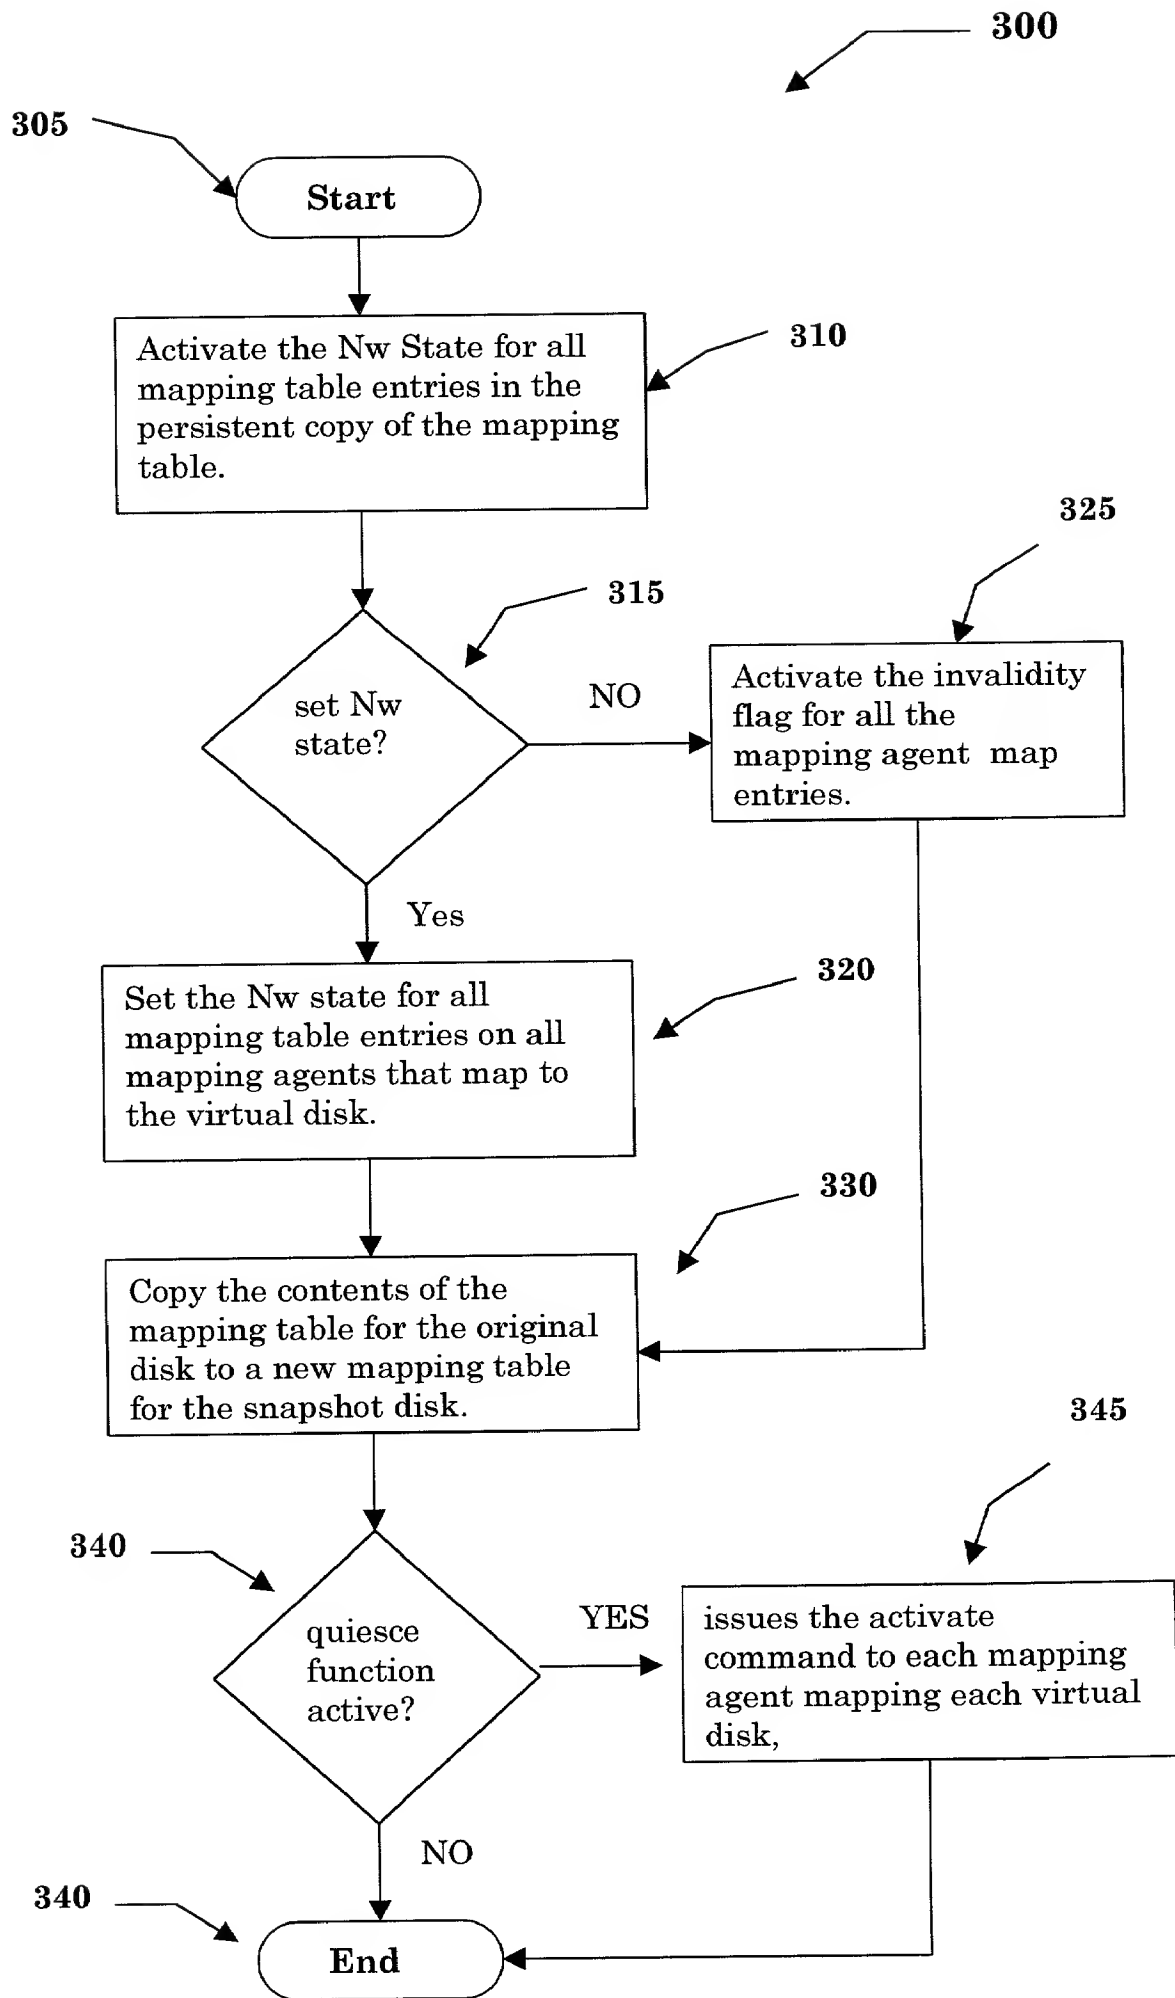 300
305
Start
310
Activate the Nw State for all
mapping table entries in the
persistent copy of the mapping
table.
325
315
set Nw
state?
NO
Activate the invalidity
flag for all the
mapping agent map
entries.
Yes
320
Set the Nw state for all
mapping table entries on all
mapping agents that map to
the virtual disk.
330
Copy the contents of the
mapping table for the original
disk to a new mapping table
for the snapshot disk.
345
340
quiesce
function
active?
YES
issues the activate
command to each mapping
agent mapping each virtual
disk,
NO
340
End